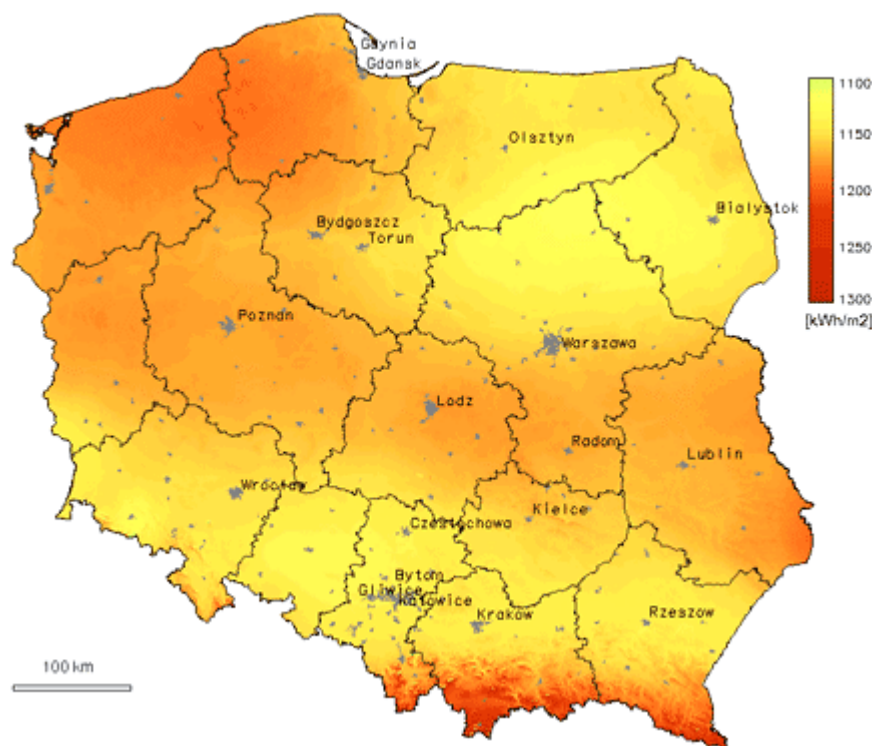 Gdynia
Gdansk
1100
Olsztyn
1150
1200
Bialystok
Bydgoszcz
Torun
1250
1300
Poznan
[kWh/m2]
Warszawa
Lodz
Radom
Lublin
Wroclaw
Kielce
Czestochowa
Bytom
Gliwice
Katowice
Krakow
Rzeszow
100 km